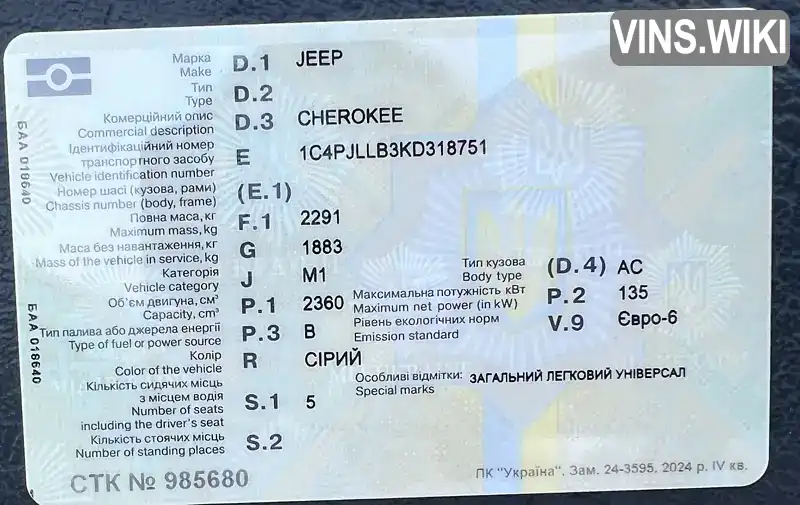 VINS.WIKI
Марка D.1 JEEP
Make
Тип D.2
Type
Комерційний опис D.3 CHEROKEE
Commercial description
Ідентифікаційний номер
транспортного засобу E 1C4PJLLB3KD318751
Vehicle identification number
Номер шасі (кузова, рами) (E.1)
Chassis number (body, frame)
Повна маса, кг F.1 2291
Maximum mass, kg
Маса без навантаження, кг G 1883
Mass of the vehicle in service, kg
Категорія J M1
Vehicle category
Тип кузова (D.4) AC
Body type
Об'єм двигуна, см³ P.1 2360
Capacity, cm³
Максимальна потужність кВт P.2 135
Maximum net power (in kW)
Тип палива або джерела енергії P.3 B
Type of fuel or power source
Рівень екологічних норм V.9 Євро-6
Emission standard
Колір R СІРИЙ
Color of the vehicle
Особливі відмітки: ЗАГАЛЬНИЙ ЛЕГКОВИЙ УНІВЕРСАЛ
Special marks
Кількість сидячих місць
з місцем водія S.1 5
Number of seats
including the driver's seat
Кількість стоячих місць S.2
Number of standing places
СТК № 985680
ПК "Україна". Зам. 24-3595. 2024 р. IV кв.
БАА 018640
БАА 018640